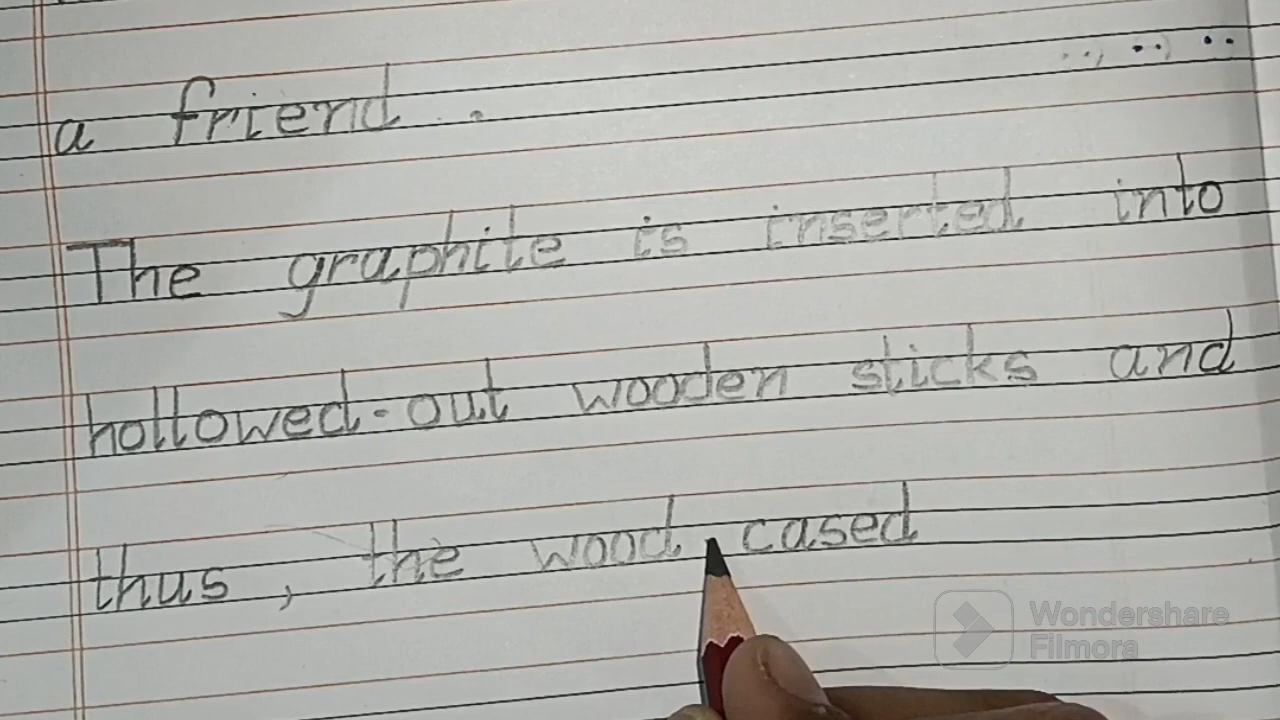 a friend .
The graphite is inserted into
hollowed-out wooden sticks and
thus , the wood cased
Wondershare
Filmora